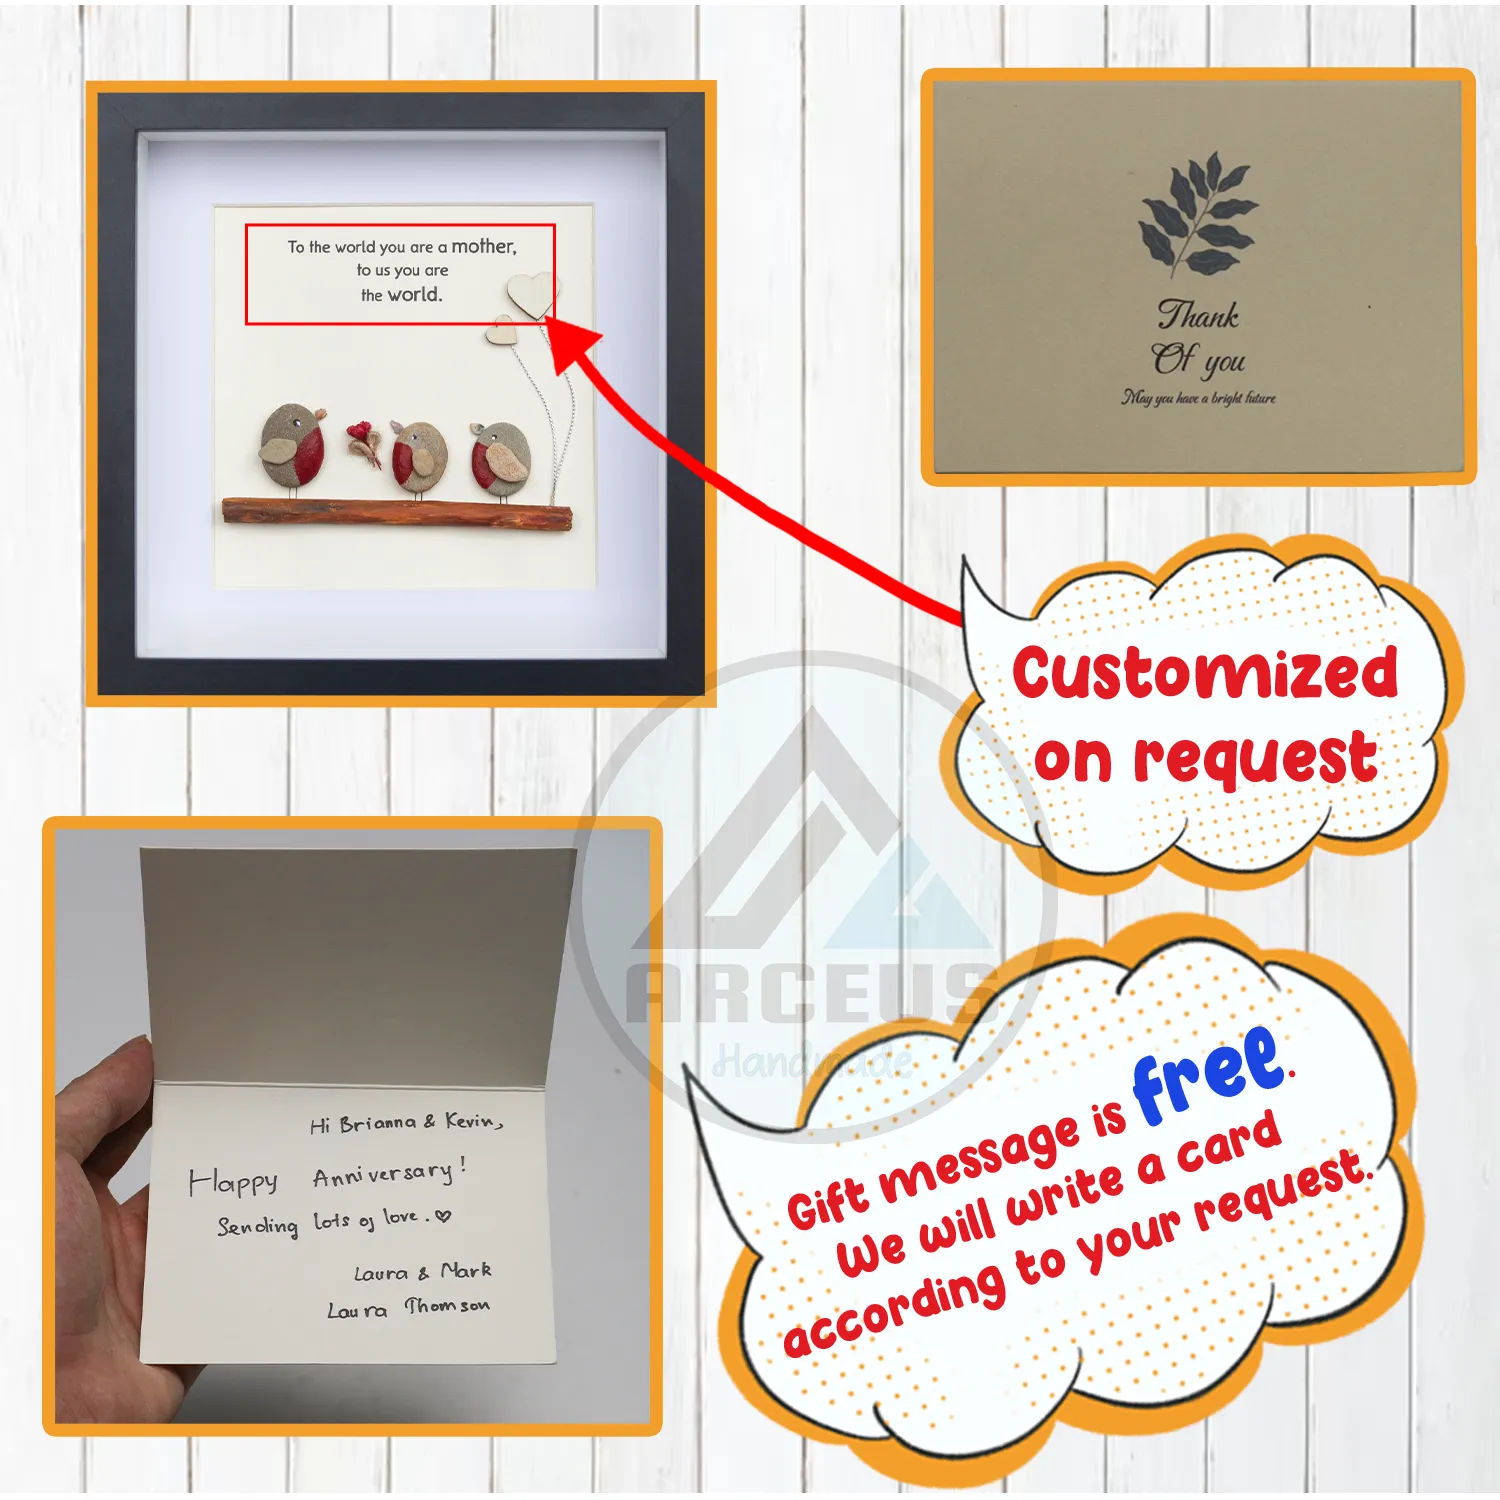 To the world you are a mother,
to us you are
the world.
Thank
Of you
May you have a bright future
Customized
on request
ARCEUS
Handmade
Gift message is free.
We will write a card
according to your request.
Hi Brianna & Kevin,
Happy Anniversary!
Sending lots of love. ♡
Laura & Mark
Laura Thomson